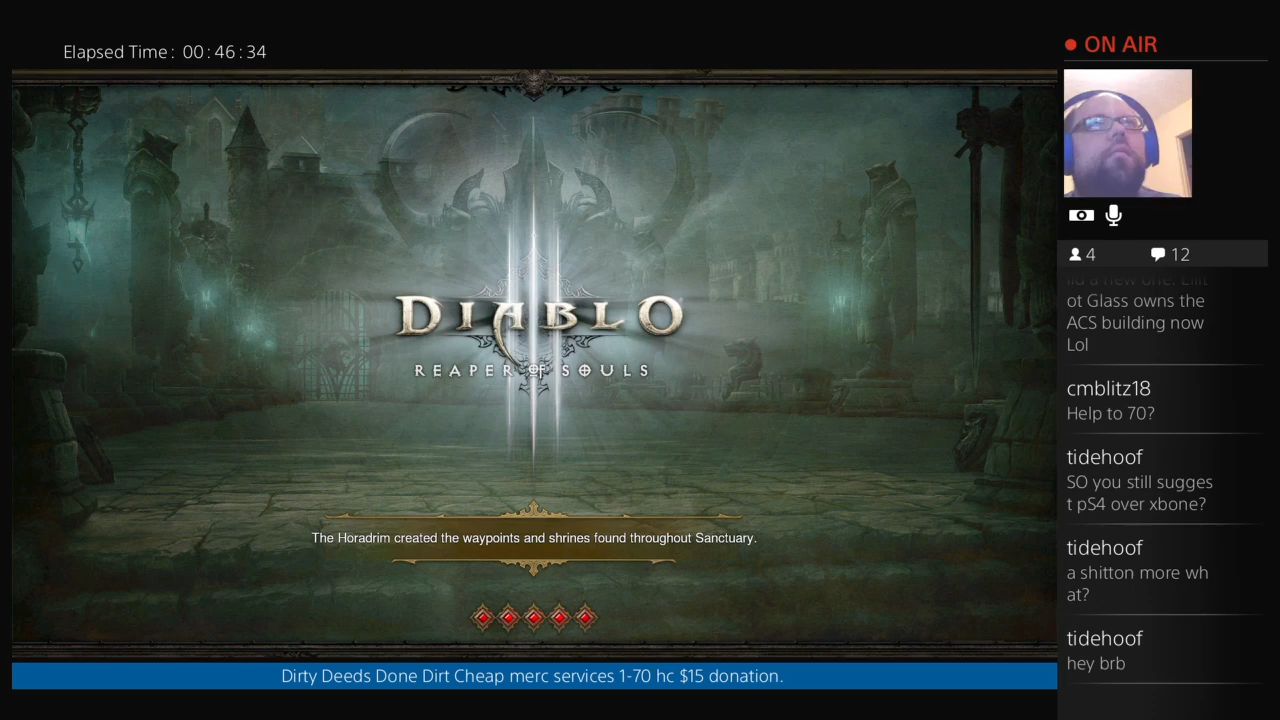 Elapsed Time: 00:46:34
ON AIR
4 12
ot Glass owns the
ACS building now
Lol
cmblitz18
Help to 70?
tidehoof
SO you still sugges
t pS4 over xbone?
tidehoof
a shitton more wh
at?
tidehoof
hey brb
DIABLO
III
REAPER OF SOULS
The Horadrim created the waypoints and shrines found throughout Sanctuary.
Dirty Deeds Done Dirt Cheap merc services 1-70 hc $15 donation.